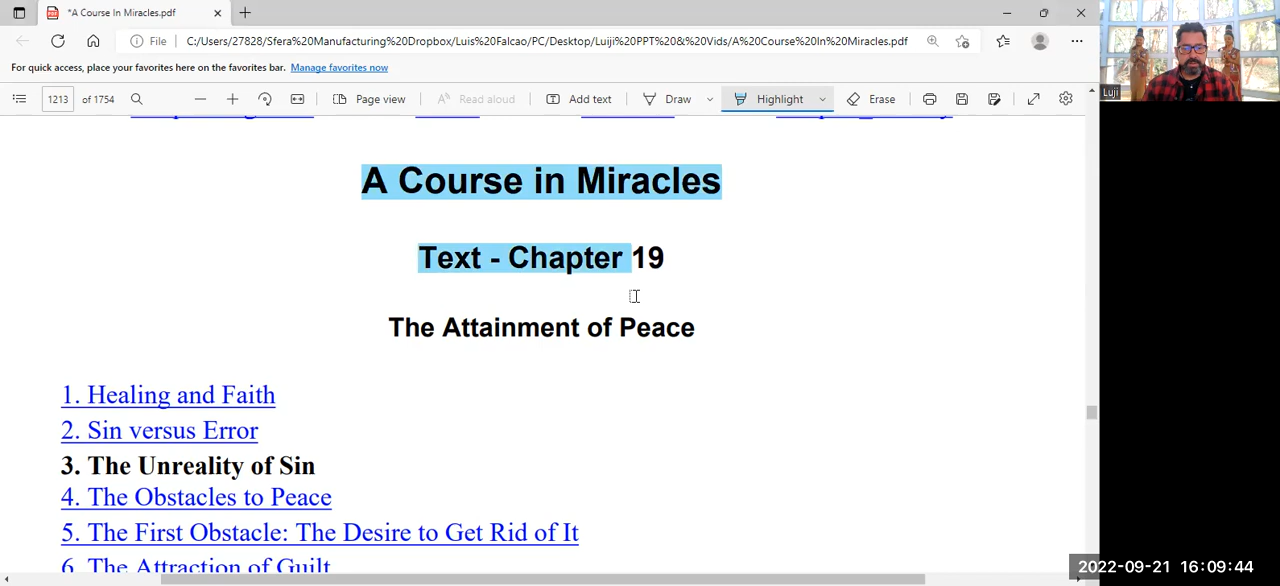 *A Course In Miracles.pdf
File
C:/Users/27828/Sfera%20Manufacturing%20Dropbox/Luis%20Falcao/PC/Desktop/Luiji%20PPT%20&%20Vids/A%20Course%20In%20Miracles.pdf
For quick access, place your favorites here on the favorites bar. Manage favorites now
1213 of 1754
Page view
Read aloud
Add text
Draw
Highlight
Erase
Luji
A Course in Miracles
Text - Chapter 19
The Attainment of Peace
1. Healing and Faith
2. Sin versus Error
3. The Unreality of Sin
4. The Obstacles to Peace
5. The First Obstacle: The Desire to Get Rid of It
6. The Attraction of Guilt
2022-09-21 16:09:44